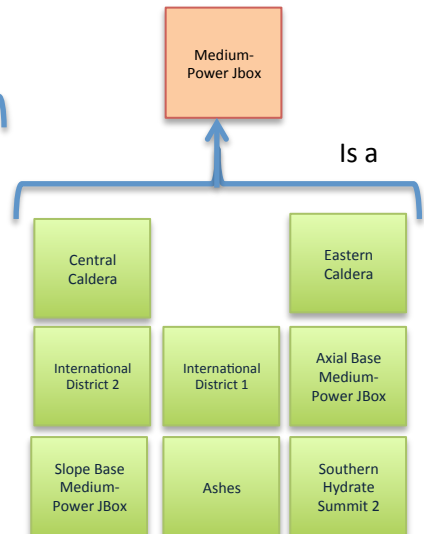 Medium-
Power Jbox
Is a
Central
Caldera
Eastern
Caldera
International
District 2
International
District 1
Axial Base
Medium-
Power JBox
Slope Base
Medium-
Power JBox
Ashes
Southern
Hydrate
Summit 2